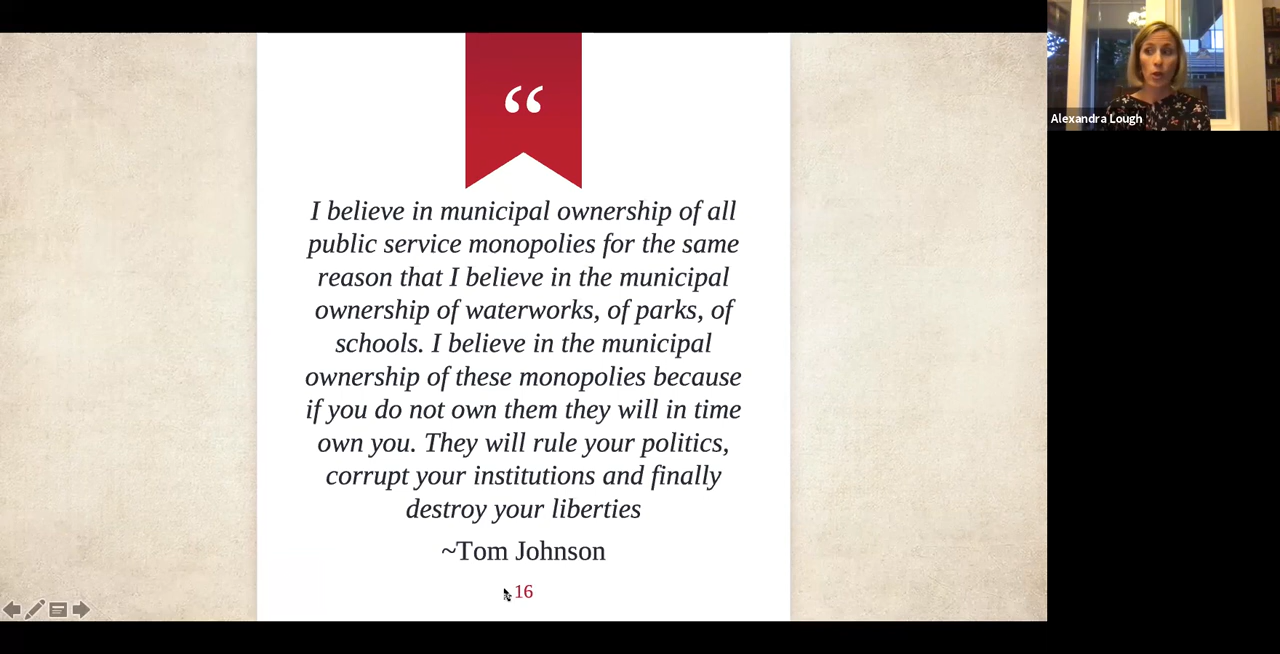 “
I believe in municipal ownership of all
public service monopolies for the same
reason that I believe in the municipal
ownership of waterworks, of parks, of
schools. I believe in the municipal
ownership of these monopolies because
if you do not own them they will in time
own you. They will rule your politics,
corrupt your institutions and finally
destroy your liberties
~Tom Johnson
16
Alexandra Lough